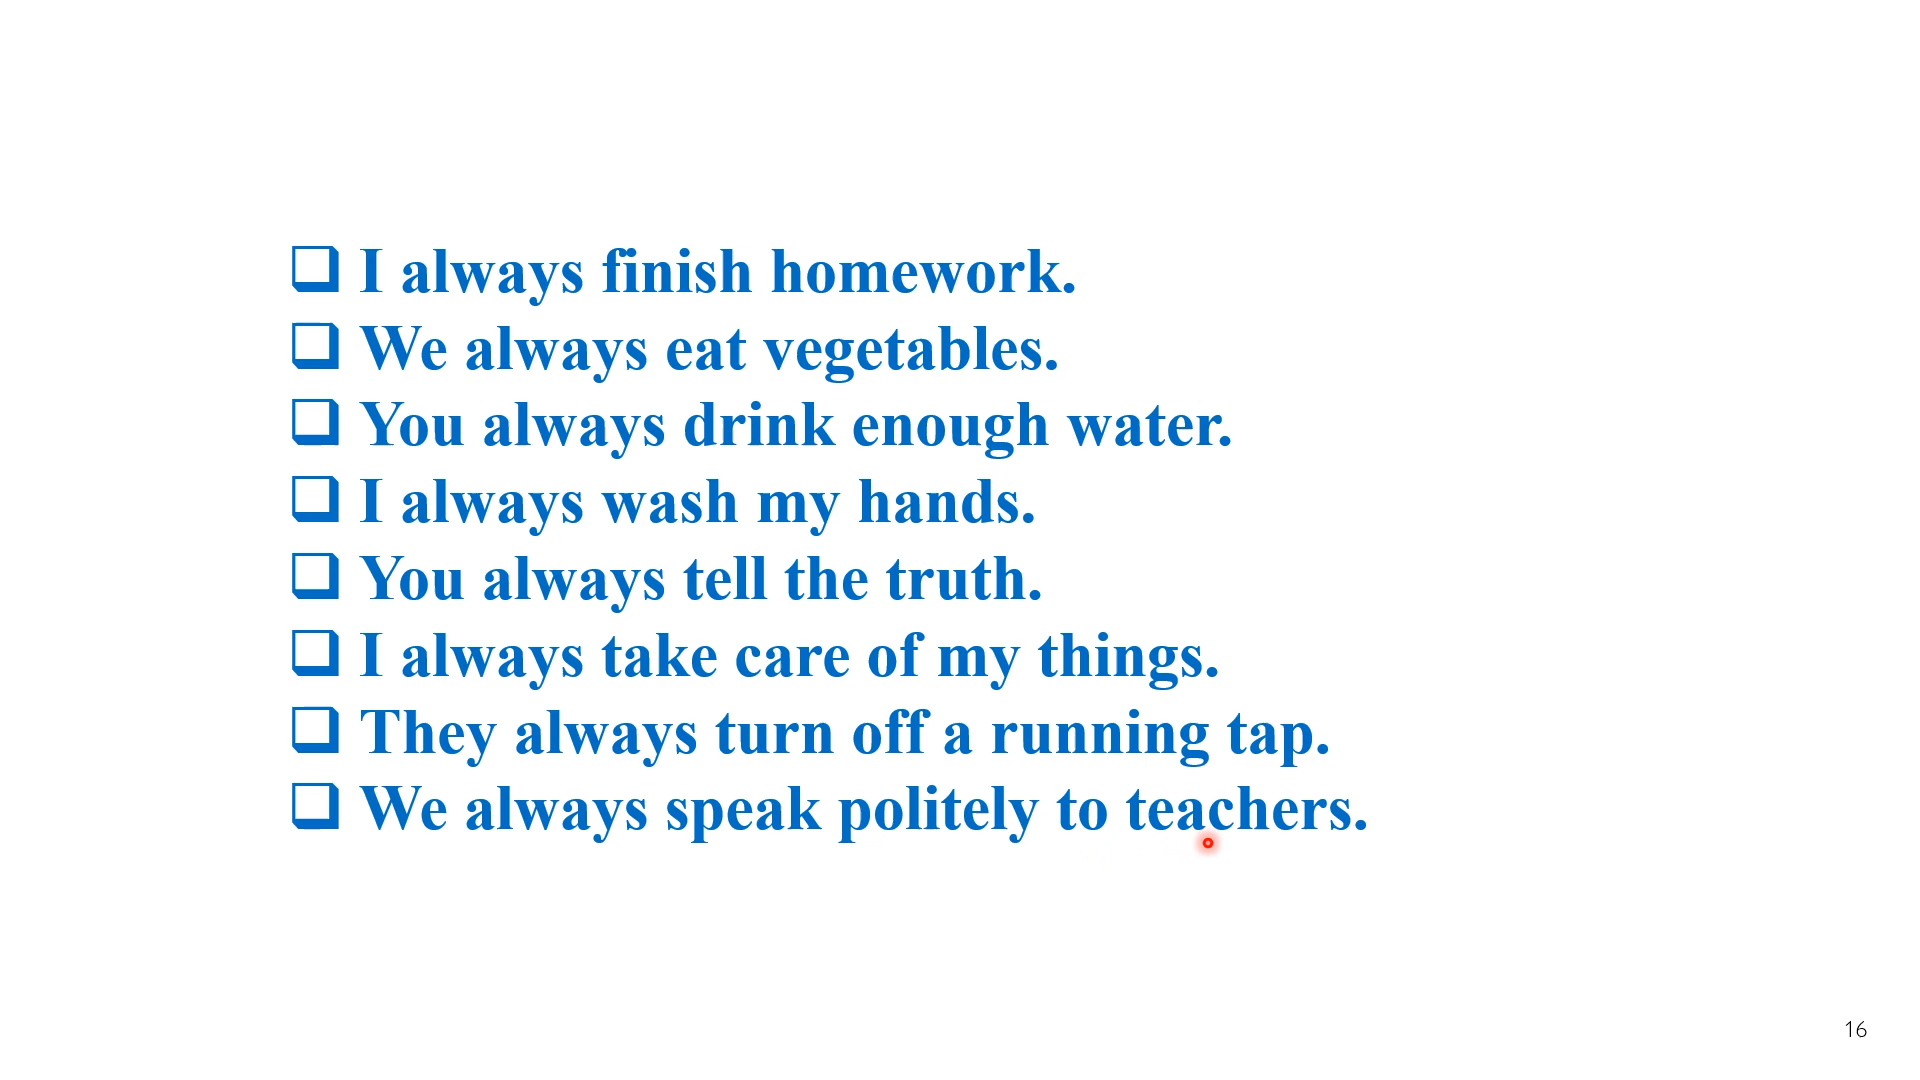 ❑ I always finish homework.
❑ We always eat vegetables.
❑ You always drink enough water.
❑ I always wash my hands.
❑ You always tell the truth.
❑ I always take care of my things.
❑ They always turn off a running tap.
❑ We always speak politely to teachers.
16